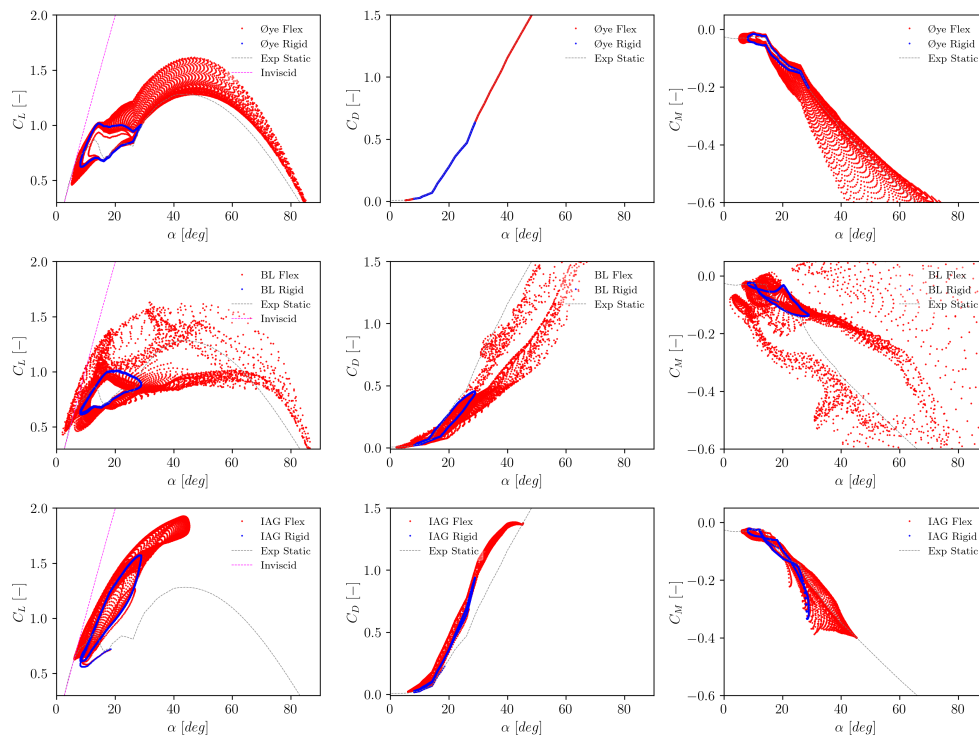 2.0
1.5
1.0
0.5
0
20
40
60
80
C_L [−]
α [deg]
Øye Flex
Øye Rigid
Exp Static
Inviscid
1.5
1.0
0.5
0.0
0
20
40
60
80
C_D [−]
α [deg]
Øye Flex
Øye Rigid
Exp Static
0.0
−0.2
−0.4
−0.6
0
20
40
60
80
C_M [−]
α [deg]
Øye Flex
Øye Rigid
Exp Static
2.0
1.5
1.0
0.5
0
20
40
60
80
C_L [−]
α [deg]
BL Flex
BL Rigid
Exp Static
Inviscid
1.5
1.0
0.5
0.0
0
20
40
60
80
C_D [−]
α [deg]
BL Flex
BL Rigid
Exp Static
0.0
−0.2
−0.4
−0.6
0
20
40
60
80
C_M [−]
α [deg]
BL Flex
BL Rigid
Exp Static
2.0
1.5
1.0
0.5
0
20
40
60
80
C_L [−]
α [deg]
IAG Flex
IAG Rigid
Exp Static
Inviscid
1.5
1.0
0.5
0.0
0
20
40
60
80
C_D [−]
α [deg]
IAG Flex
IAG Rigid
Exp Static
0.0
−0.2
−0.4
−0.6
0
20
40
60
80
C_M [−]
α [deg]
IAG Flex
IAG Rigid
Exp Static